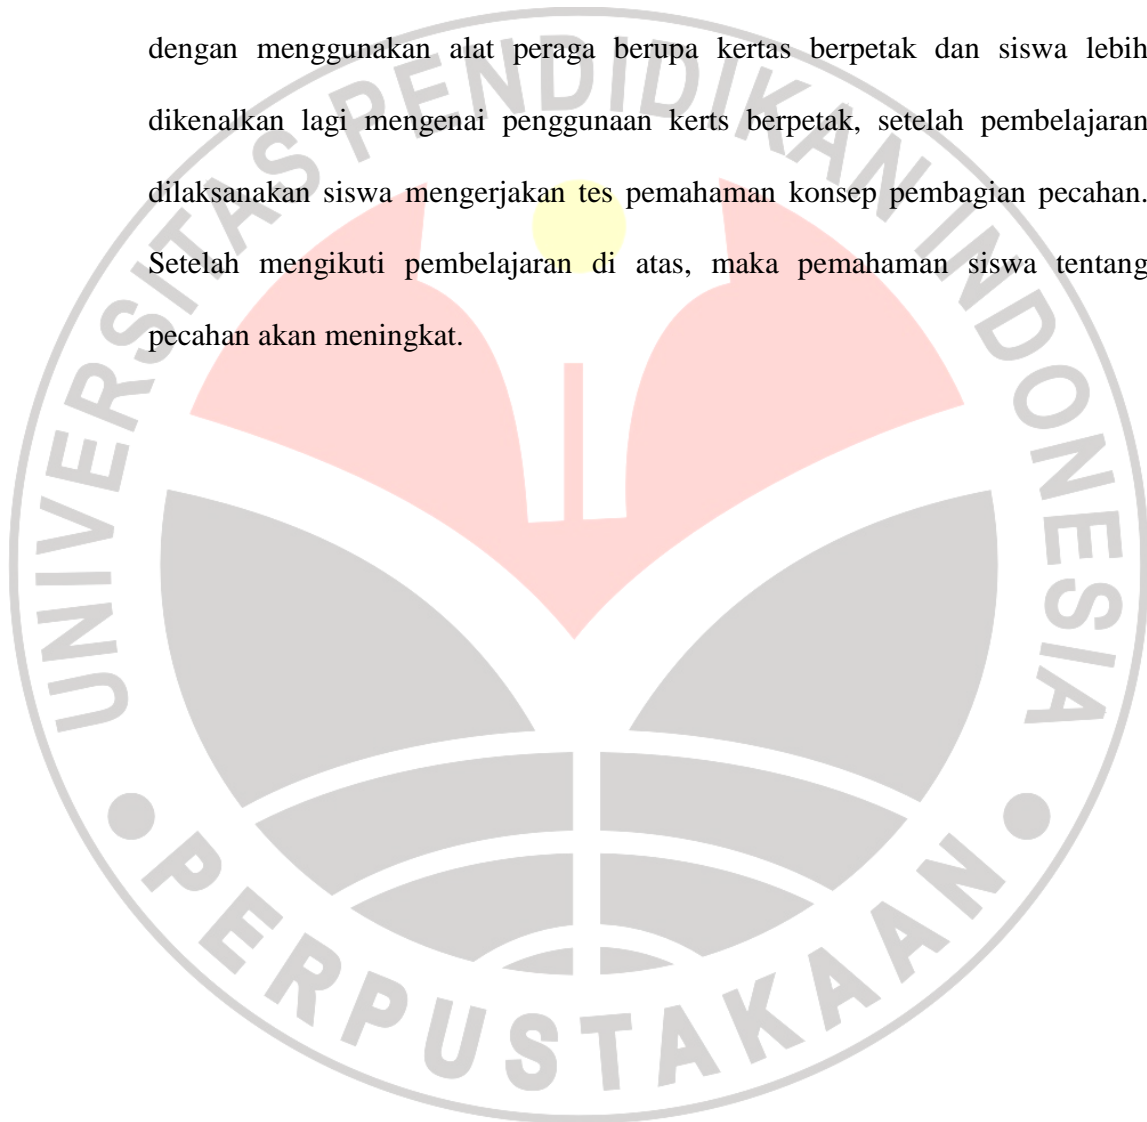 dengan menggunakan alat peraga berupa kertas berpetak dan siswa lebih
dikenalkan lagi mengenai penggunaan kerts berpetak, setelah pembelajaran
dilaksanakan siswa mengerjakan tes pemahaman konsep pembagian pecahan.
Setelah mengikuti pembelajaran di atas, maka pemahaman siswa tentang
pecahan akan meningkat.
UNIVERSITAS PENDIDIKAN INDONESIA
PERPUSTAKAAN